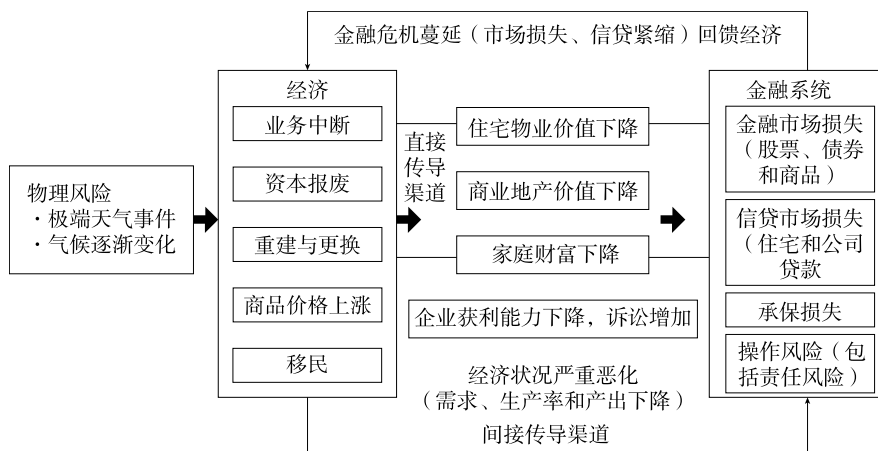 金融危机蔓延（市场损失、信贷紧缩）回馈经济
物理风险
·极端天气事件
·气候逐渐变化
经济
业务中断
资本报废
重建与更换
商品价格上涨
移民
直接
传导
渠道
住宅物业价值下降
商业地产价值下降
家庭财富下降
企业获利能力下降，诉讼增加
经济状况严重恶化
（需求、生产率和产出下降）
间接传导渠道
金融系统
金融市场损失
（股票、债券
和商品）
信贷市场损失
（住宅和公司
贷款
承保损失
操作风险（包
括责任风险）